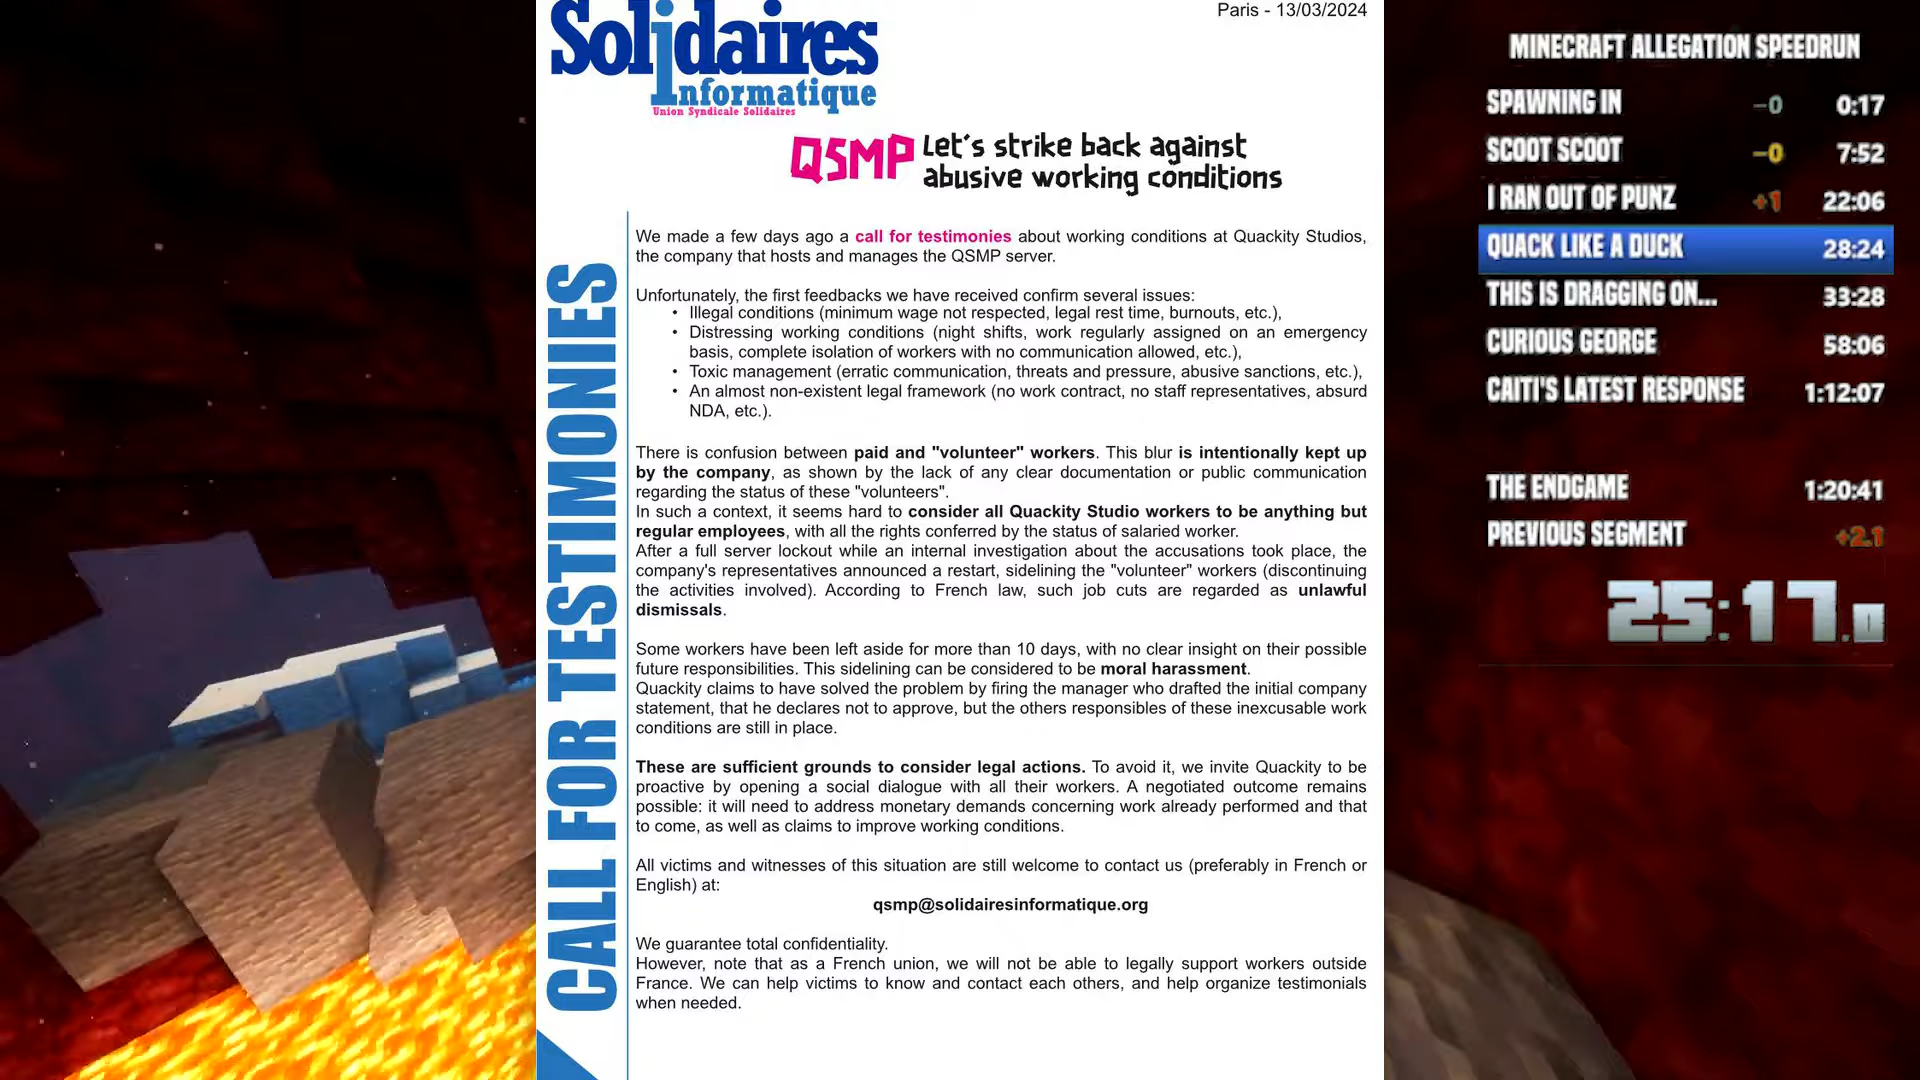 Solidaires
Informatique
Union Syndicale Solidaires
Paris - 13/03/2024
QSMP Let's strike back against
abusive working conditions
CALL FOR TESTIMONIES
We made a few days ago a call for testimonies about working conditions at Quackity Studios,
the company that hosts and manages the QSMP server.
Unfortunately, the first feedbacks we have received confirm several issues:
• Illegal conditions (minimum wage not respected, legal rest time, burnouts, etc.),
• Distressing working conditions (night shifts, work regularly assigned on an emergency
basis, complete isolation of workers with no communication allowed, etc.),
• Toxic management (erratic communication, threats and pressure, abusive sanctions, etc.),
• An almost non-existent legal framework (no work contract, no staff representatives, absurd
NDA, etc.).
There is confusion between paid and "volunteer" workers. This blur is intentionally kept up
by the company, as shown by the lack of any clear documentation or public communication
regarding the status of these "volunteers".
In such a context, it seems hard to consider all Quackity Studio workers to be anything but
regular employees, with all the rights conferred by the status of salaried worker.
After a full server lockout while an internal investigation about the accusations took place, the
company's representatives announced a restart, sidelining the "volunteer" workers (discontinuing
the activities involved). According to French law, such job cuts are regarded as unlawful
dismissals.
Some workers have been left aside for more than 10 days, with no clear insight on their possible
future responsibilities. This sidelining can be considered to be moral harassment.
Quackity claims to have solved the problem by firing the manager who drafted the initial company
statement, that he declares not to approve, but the others responsibles of these inexcusable work
conditions are still in place.
These are sufficient grounds to consider legal actions. To avoid it, we invite Quackity to be
proactive by opening a social dialogue with all their workers. A negotiated outcome remains
possible: it will need to address monetary demands concerning work already performed and that
to come, as well as claims to improve working conditions.
All victims and witnesses of this situation are still welcome to contact us (preferably in French or
English) at:
qsmp@solidairesinformatique.org
We guarantee total confidentiality.
However, note that as a French union, we will not be able to legally support workers outside
France. We can help victims to know and contact each others, and help organize testimonials
when needed.
MINECRAFT ALLEGATION SPEEDRUN
SPAWNING IN -0 0:17
SCOOT SCOOT -0 7:52
I RAN OUT OF PUNZ +1 22:06
QUACK LIKE A DUCK 28:24
THIS IS DRAGGING ON... 33:28
CURIOUS GEORGE 58:06
CAITI'S LATEST RESPONSE 1:12:07
THE ENDGAME 1:20:41
PREVIOUS SEGMENT +2.1
25:17.0